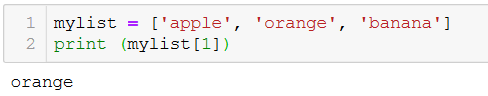 1 mylist = ['apple', 'orange', 'banana']
2 print (mylist[1])
orange